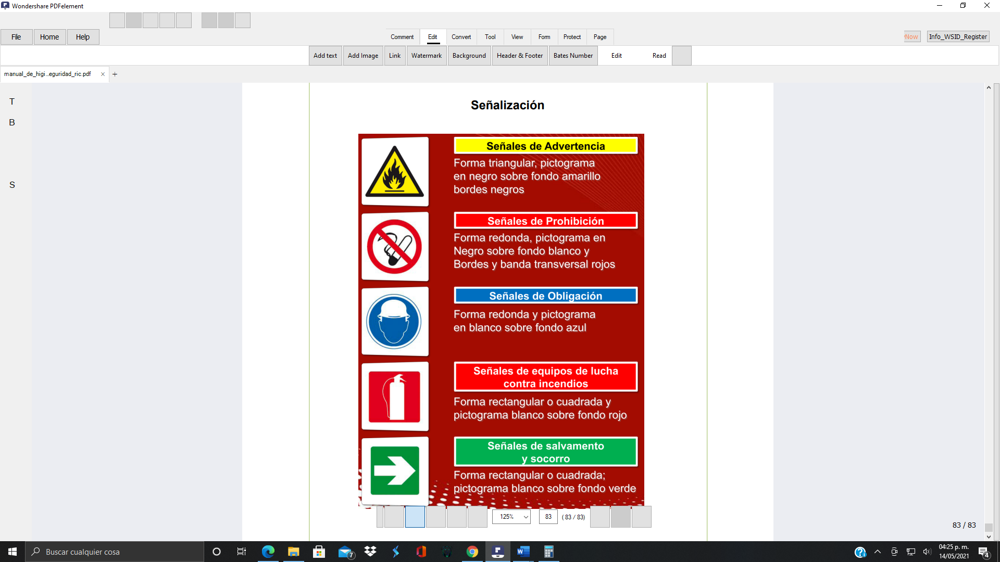 Wondershare PDFelement
File
Home
Help
Comment
Edit
Convert
Tool
View
Form
Protect
Page
Now
Info_WSID_Register
Add text
Add Image
Link
Watermark
Background
Header & Footer
Bates Number
Edit
Read
manual_de_higi...eguridad_ric.pdf
T
B
S
Señalización
Señales de Advertencia
Forma triangular, pictograma
en negro sobre fondo amarillo
bordes negros
Señales de Prohibición
Forma redonda, pictograma en
Negro sobre fondo blanco y
Bordes y banda transversal rojos
Señales de Obligación
Forma redonda y pictograma
en blanco sobre fondo azul
Señales de equipos de lucha
contra incendios
Forma rectangular o cuadrada y
pictograma blanco sobre fondo rojo
Señales de salvamento
y socorro
Forma rectangular o cuadrada;
pictograma blanco sobre fondo verde
125%
83
( 83 / 83)
83 / 83
Buscar cualquier cosa
7
04:25 p. m.
14/05/2021
4